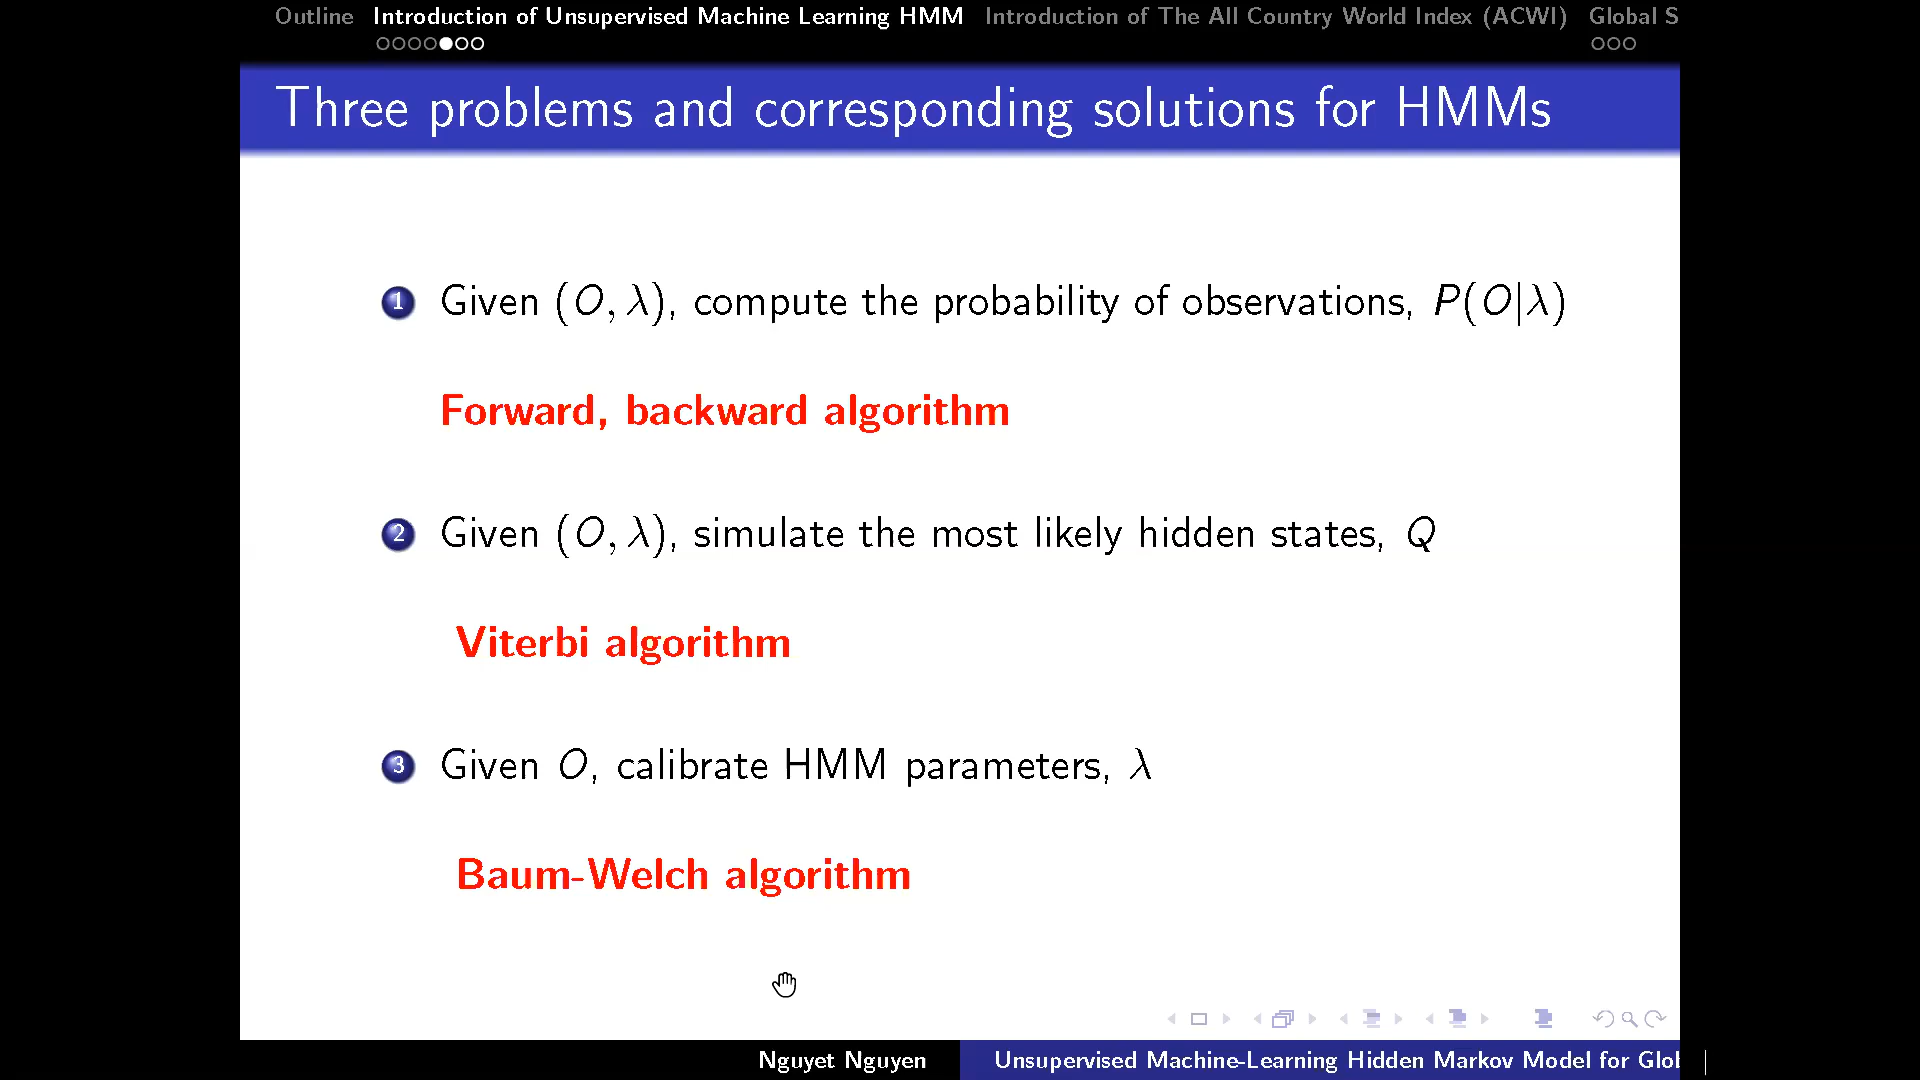 Outline Introduction of Unsupervised Machine Learning HMM Introduction of The All Country World Index (ACWI) Global S
Three problems and corresponding solutions for HMMs
1 Given (O, λ), compute the probability of observations, P(O|λ)
Forward, backward algorithm
2 Given (O, λ), simulate the most likely hidden states, Q
Viterbi algorithm
3 Given O, calibrate HMM parameters, λ
Baum-Welch algorithm
Nguyet Nguyen Unsupervised Machine-Learning Hidden Markov Model for Glob